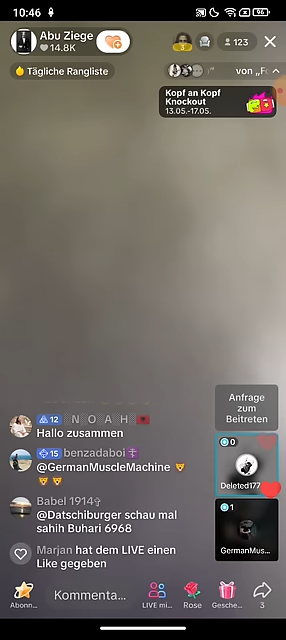 10:46
96
Abu Ziege
14.8K
3
123
Tägliche Rangliste
von „F
Kopf an Kopf
Knockout
13.05.-17.05.
Anfrage
zum
Beitreten
12 N O A H
Hallo zusammen
0
15 benzadaboi
@GermanMuscleMachine
Deleted177
Babel 1914
@Datschiburger schau mal
sahih Buhari 6968
1
GermanMus...
Marjan hat dem LIVE einen
Like gegeben
Abonn...
Kommenta...
LIVE mi...
Rose
Gesche...
3